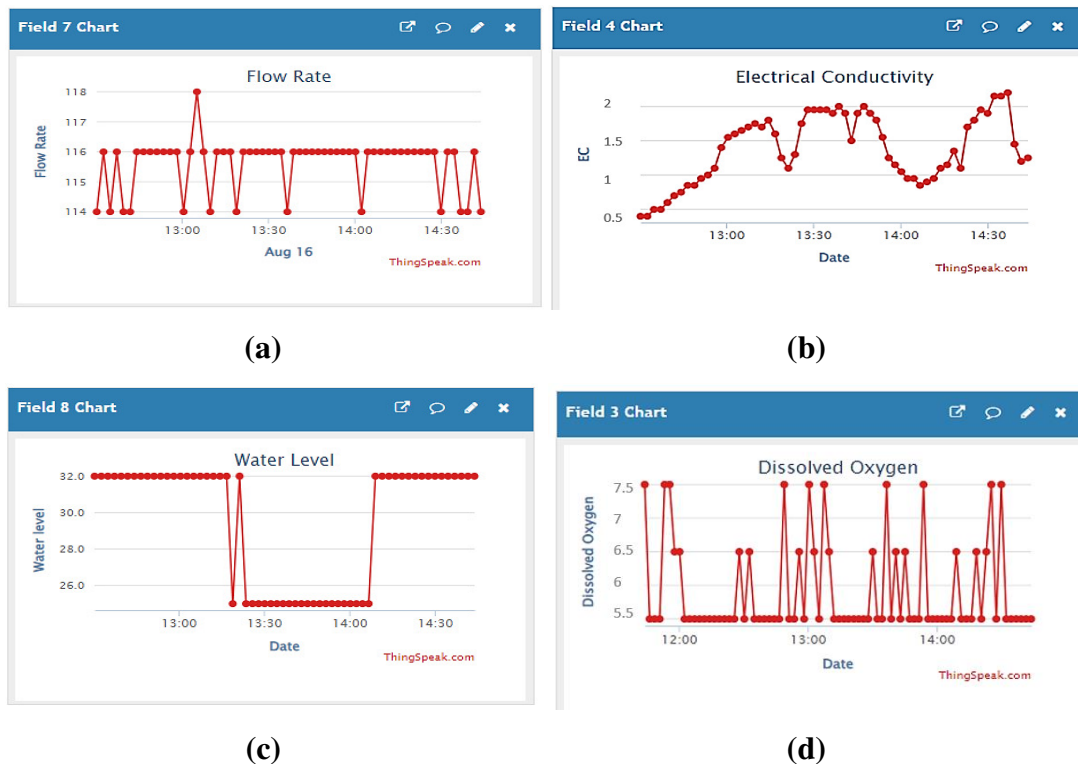 Field 7 Chart
Flow Rate
Flow Rate
118
117
116
115
114
13:00 13:30 14:00 14:30
Aug 16
ThingSpeak.com
(a)
Field 4 Chart
Electrical Conductivity
EC
2
1.5
1
0.5
13:00 13:30 14:00 14:30
Date
ThingSpeak.com
(b)
Field 8 Chart
Water Level
Water level
32.0
30.0
28.0
26.0
13:00 13:30 14:00 14:30
Date
ThingSpeak.com
(c)
Field 3 Chart
Dissolved Oxygen
Dissolved Oxygen
7.5
7
6.5
6
5.5
12:00 13:00 14:00
Date
ThingSpeak.com
(d)